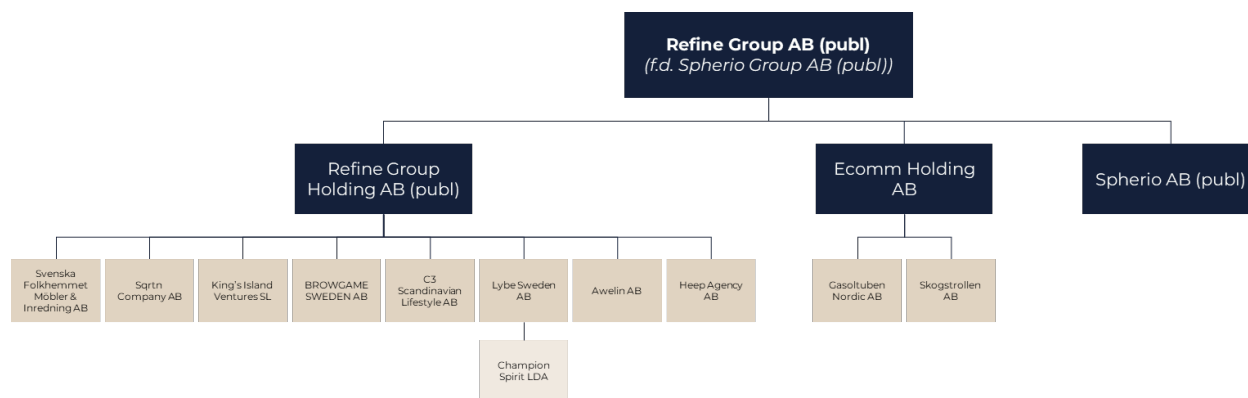 Refine Group AB (publ)
(f.d. Spherio Group AB (publ))
Refine Group
Holding AB (publ)
Ecomm Holding
AB
Spherio AB (publ)
Svenska
Folkhemmet
Möbler &
Inredning AB
Sqrtn
Company AB
King's Island
Ventures SL
BROWGAME
SWEDEN AB
C3
Scandinavian
Lifestyle AB
Lybe Sweden
AB
Awelin AB
Heep Agency
AB
Gasoltuben
Nordic AB
Skogstrollen
AB
Champion
Spirit LDA